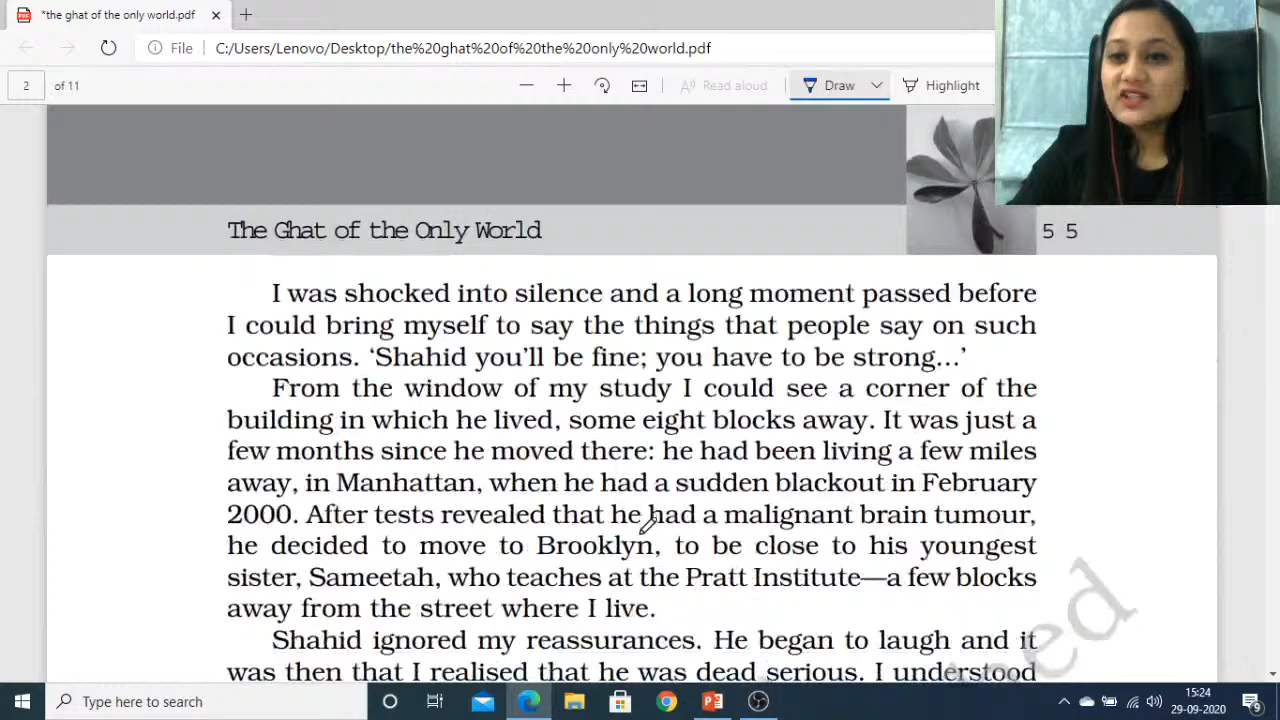 *the ghat of the only world.pdf
File C:/Users/Lenovo/Desktop/the%20ghat%20of%20the%20only%20world.pdf
2 of 11 Read aloud Draw Highlight
The Ghat of the Only World 55
I was shocked into silence and a long moment passed before
I could bring myself to say the things that people say on such
occasions. ‘Shahid you’ll be fine; you have to be strong...’
From the window of my study I could see a corner of the
building in which he lived, some eight blocks away. It was just a
few months since he moved there: he had been living a few miles
away, in Manhattan, when he had a sudden blackout in February
2000. After tests revealed that he had a malignant brain tumour,
he decided to move to Brooklyn, to be close to his youngest
sister, Sameetah, who teaches at the Pratt Institute—a few blocks
away from the street where I live.
Shahid ignored my reassurances. He began to laugh and it
was then that I realised that he was dead serious. I understood
Type here to search
15:24
29-09-2020
9